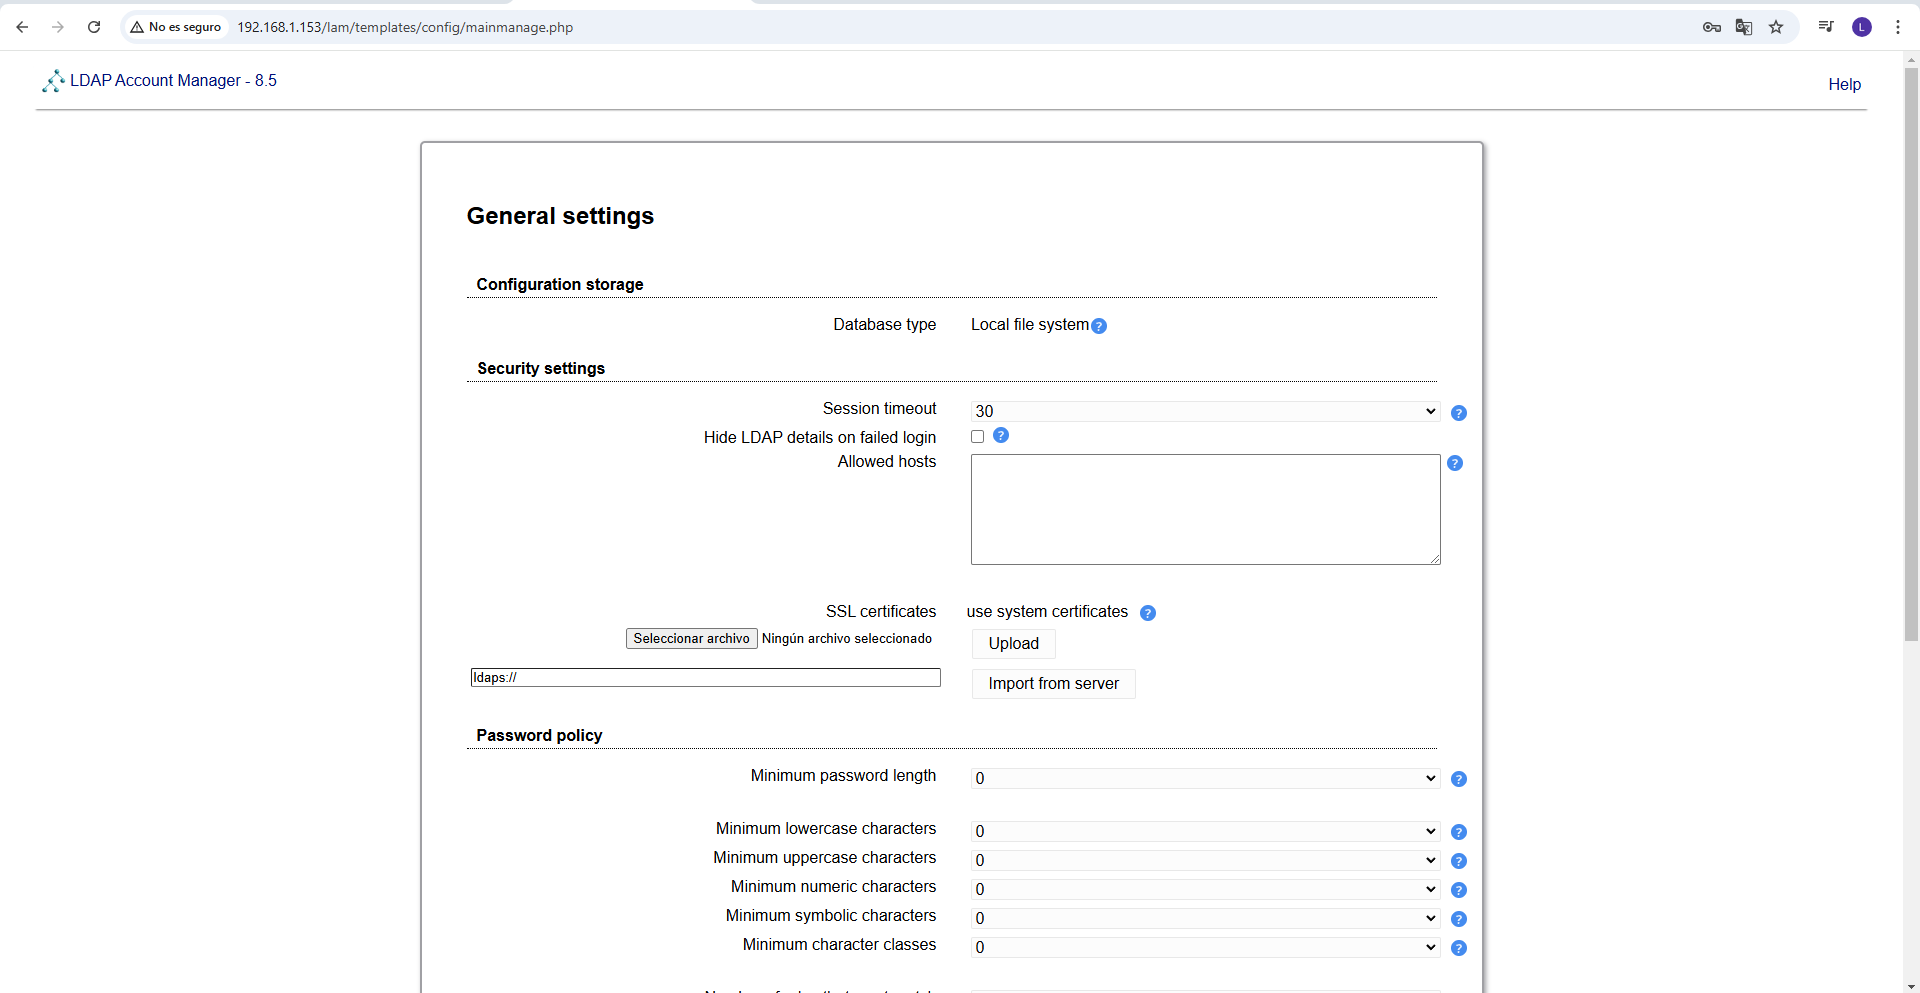 No es seguro 192.168.1.153/lam/templates/config/mainmanage.php
L
LDAP Account Manager - 8.5
Help
General settings
Configuration storage
Database type Local file system ?
Security settings
Session timeout 30 ?
Hide LDAP details on failed login ?
Allowed hosts ?
SSL certificates use system certificates ?
Seleccionar archivo Ningún archivo seleccionado Upload
ldaps:// Import from server
Password policy
Minimum password length 0 ?
Minimum lowercase characters 0 ?
Minimum uppercase characters 0 ?
Minimum numeric characters 0 ?
Minimum symbolic characters 0 ?
Minimum character classes 0 ?